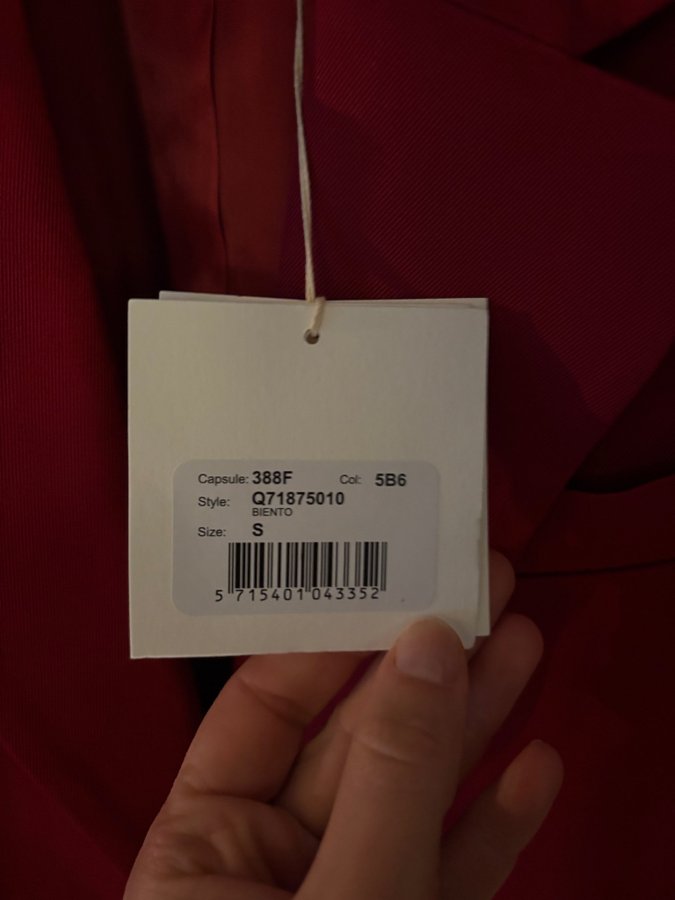 Capsule: 388F Col: 5B6
Style: Q71875010
BIENTO
Size: S
5 715401 043352